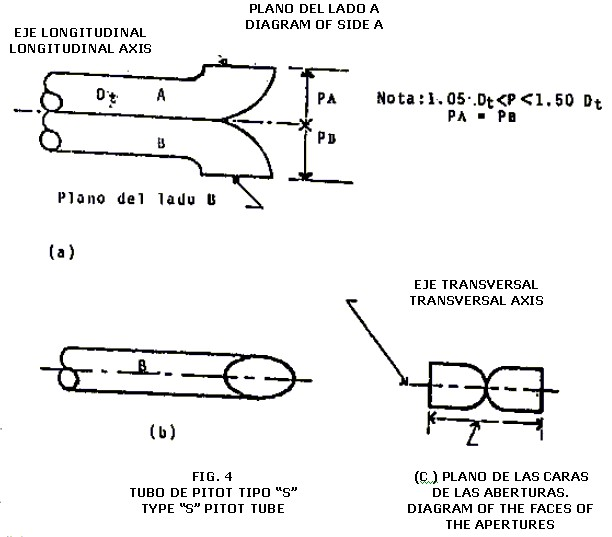 PLANO DEL LADO A
DIAGRAM OF SIDE A
EJE LONGITUDINAL
LONGITUDINAL AXIS
Dt A
B
PA
PB
Nota:1.05 Dt<P<1.50 Dt
PA = PB
Plano del lado B
(a)
EJE TRANSVERSAL
TRANSVERSAL AXIS
B
(b)
FIG. 4
TUBO DE PITOT TIPO “S”
TYPE “S” PITOT TUBE
(C ) PLANO DE LAS CARAS
DE LAS ABERTURAS.
DIAGRAM OF THE FACES OF
THE APERTURES